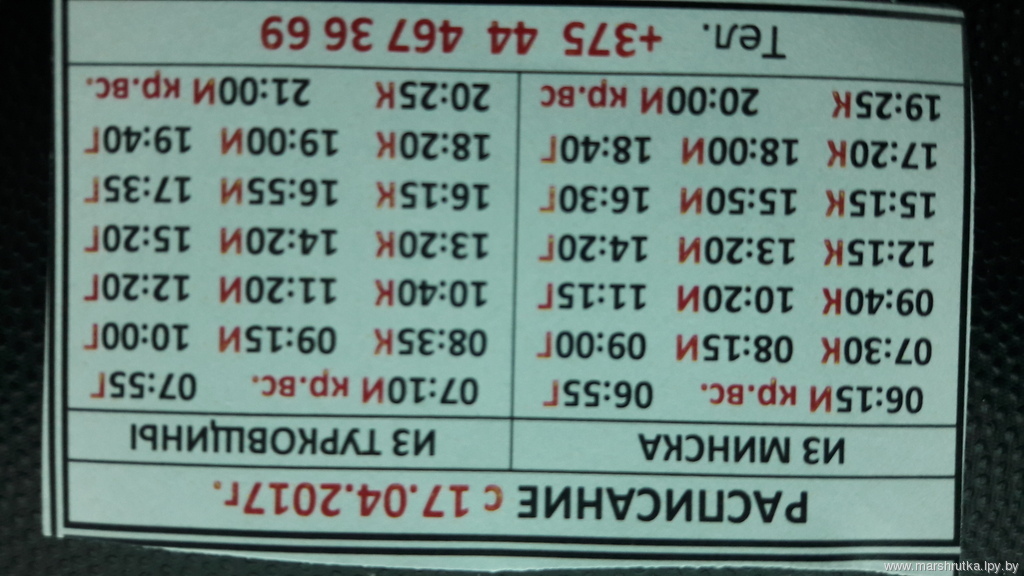 РАСПИСАНИЕ с 17.04.2017г.
ИЗ МИНСКА ИЗ ТУРКОВЩИНЫ
06:15И кр.вс. 06:55Г 07:10И кр.вс. 07:55Г
07:30К 08:15И 09:00Г 08:35К 09:15И 10:00Г
09:40К 10:20И 11:15Г 10:40К 11:20И 12:20Г
12:15К 13:20И 14:20Г 13:20К 14:20И 15:20Г
15:15К 15:50И 16:30Г 16:15К 16:55И 17:35Г
17:20К 18:00И 18:40Г 18:20К 19:00И 19:40Г
19:25К 20:00И кр.вс 20:25К 21:00И кр.вс.
Тел. +375 44 467 36 69
www.marshrutka.lpy.by